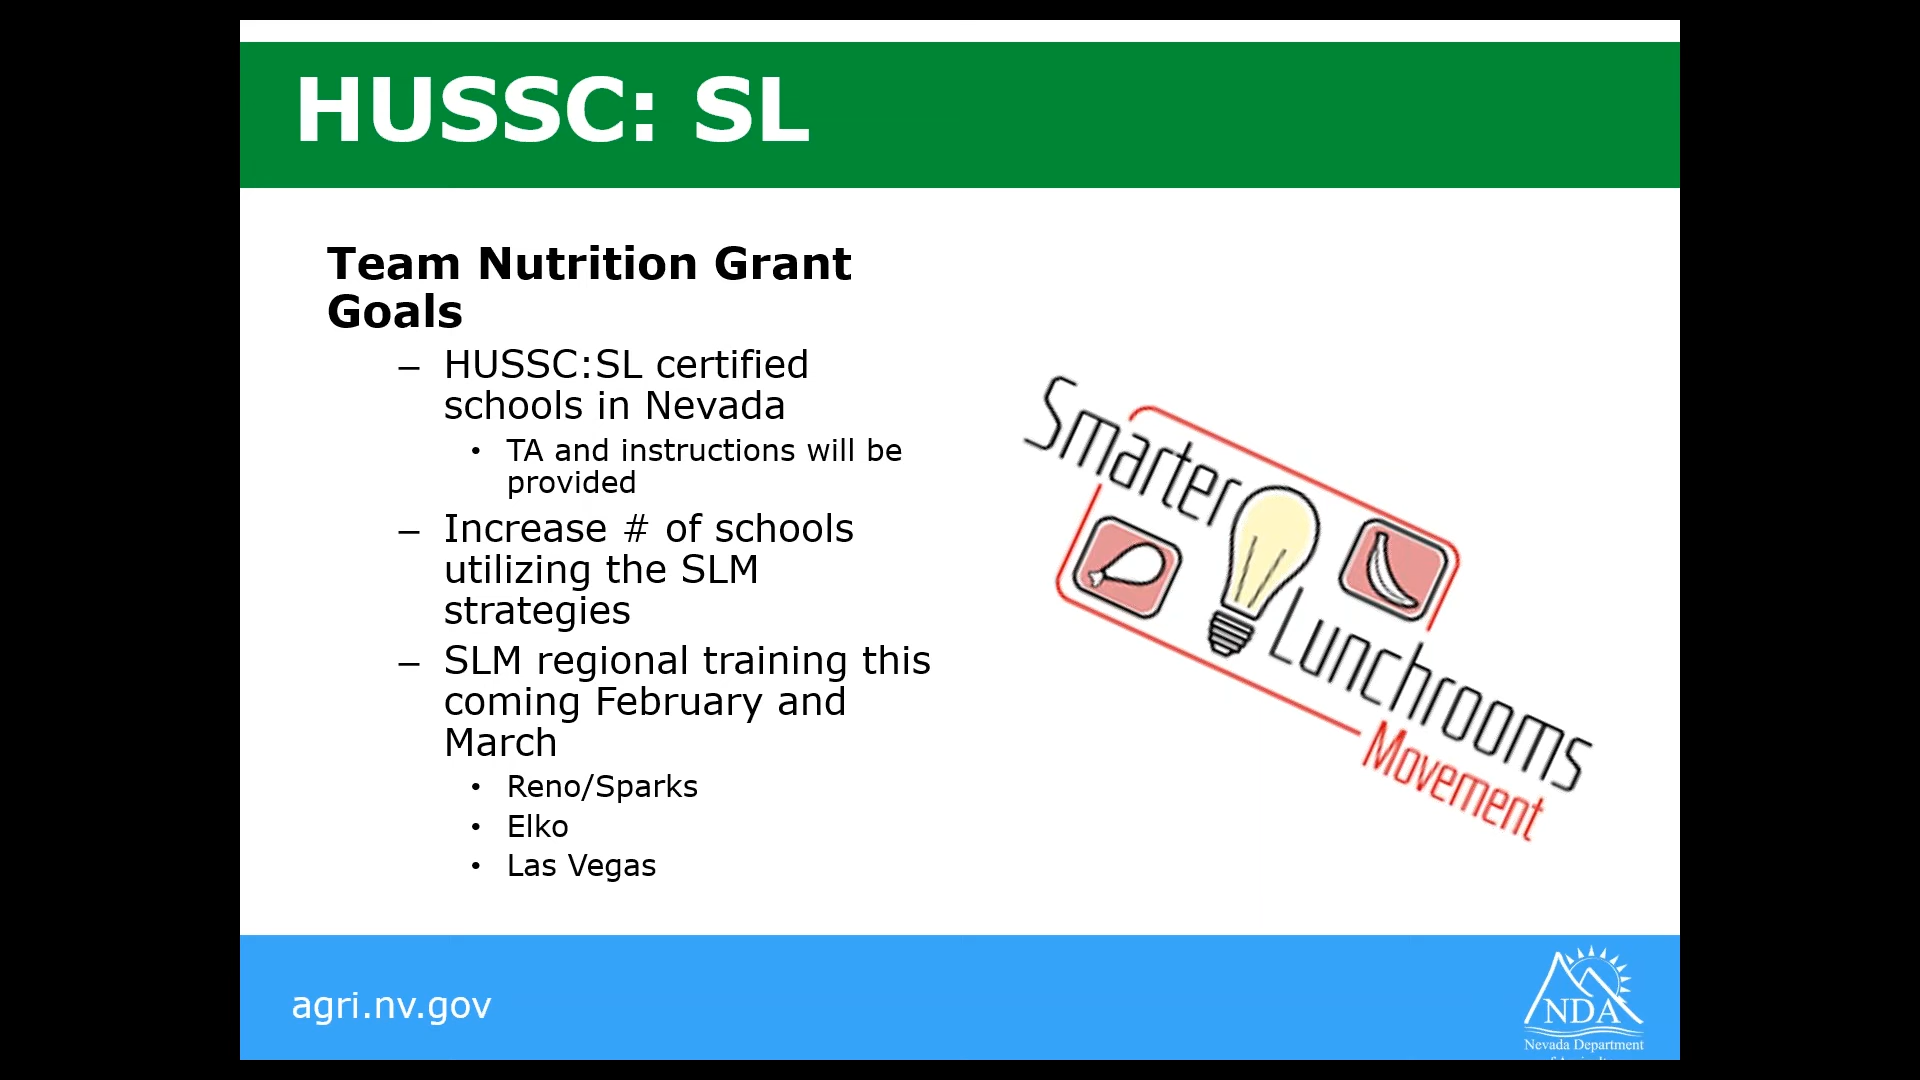 HUSSC: SL
Team Nutrition Grant
Goals
– HUSSC:SL certified
schools in Nevada
• TA and instructions will be
provided
– Increase # of schools
utilizing the SLM
strategies
– SLM regional training this
coming February and
March
• Reno/Sparks
• Elko
• Las Vegas
Smarter
Lunchrooms
Movement
agri.nv.gov
NDA
Nevada Department